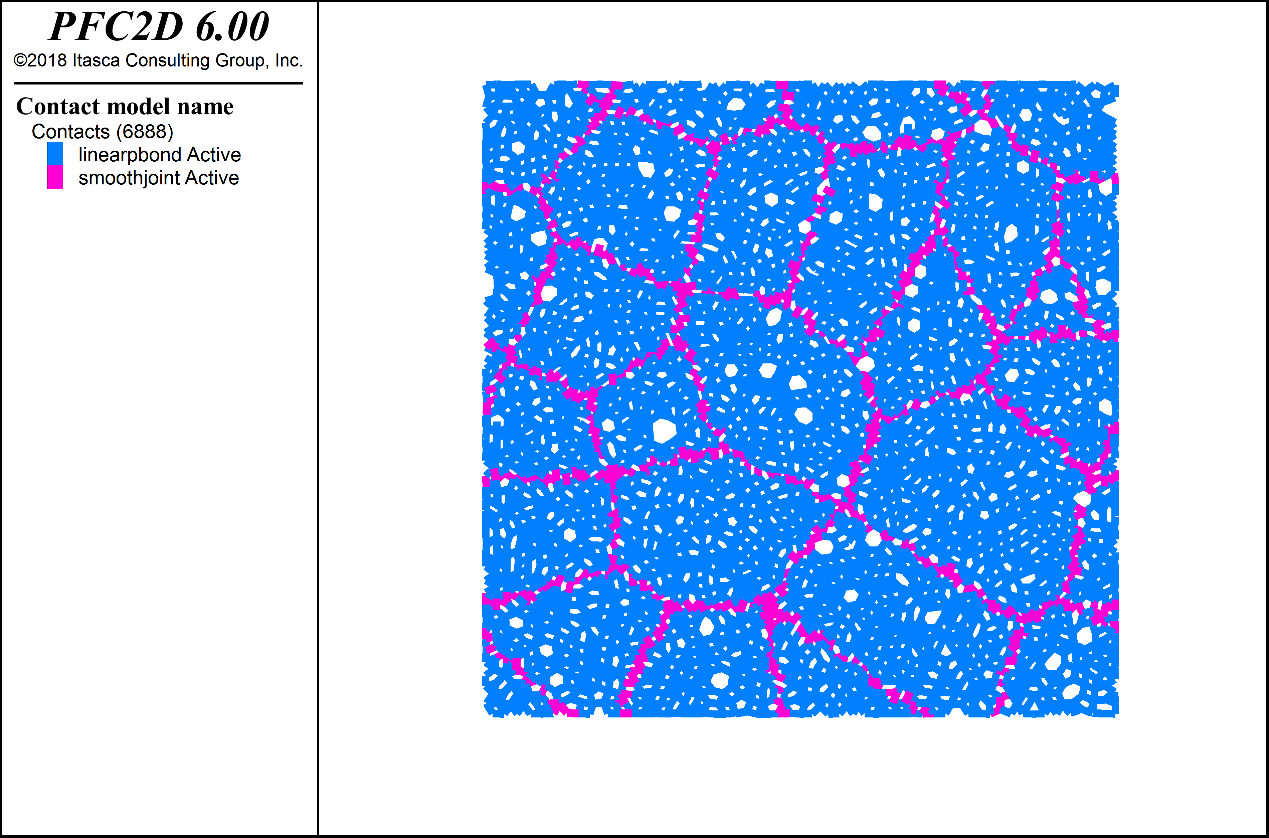 PFC2D 6.00
©2018 Itasca Consulting Group, Inc.
Contact model name
Contacts (6888)
linearpbond Active
smoothjoint Active